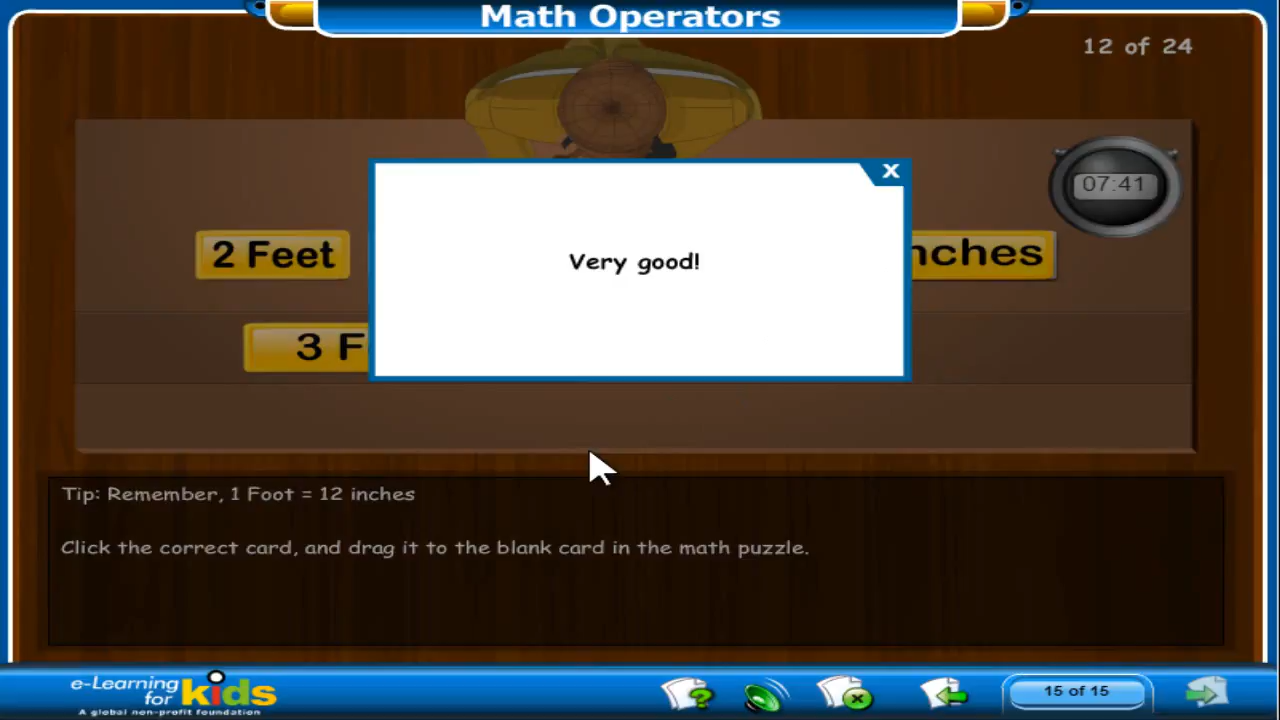 Math Operators
12 of 24
X
07:41
Very good!
2 Feet
nches
3 F
Tip: Remember, 1 Foot = 12 inches
Click the correct card, and drag it to the blank card in the math puzzle.
e-Learning
for kids
A global non-profit foundation
15 of 15